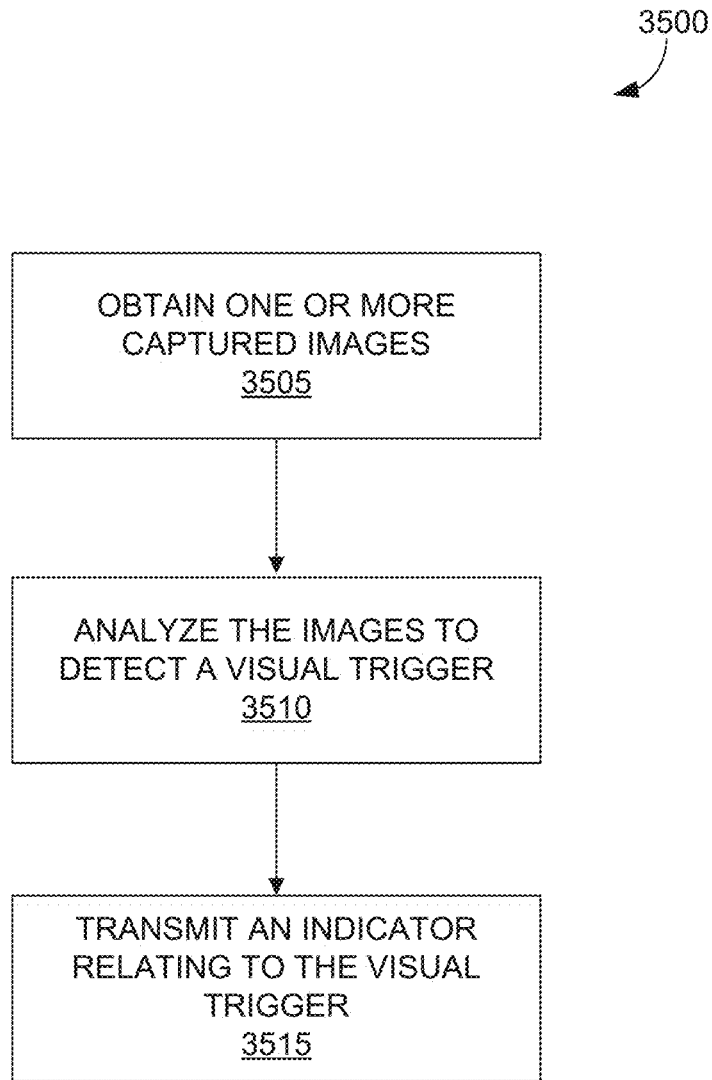 3500
OBTAIN ONE OR MORE
CAPTURED IMAGES
3505
ANALYZE THE IMAGES TO
DETECT A VISUAL TRIGGER
3510
TRANSMIT AN INDICATOR
RELATING TO THE VISUAL
TRIGGER
3515